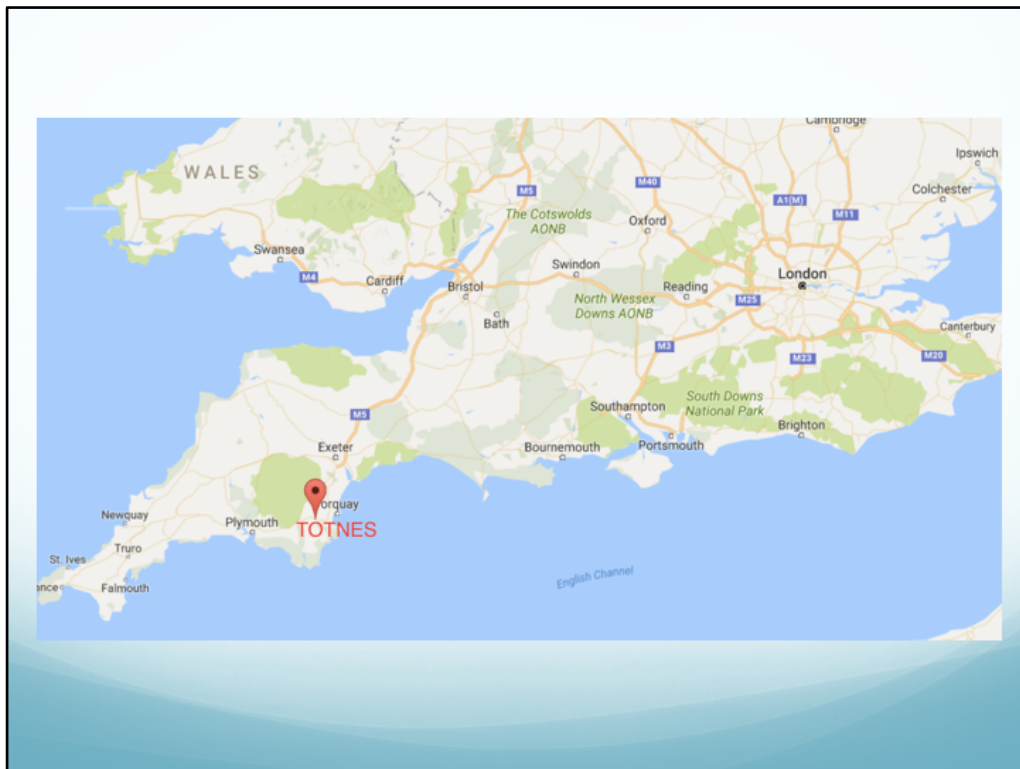 Cambridge
Ipswich
WALES
M5
M40
Colchester
A1(M)
M11
The Cotswolds
AONB
Oxford
Swansea
Swindon
London
M4
Cardiff
Bristol
Reading
M25
North Wessex
Downs AONB
Bath
Canterbury
M3
M23
M20
South Downs
National Park
M5
Southampton
Brighton
Exeter
Bournemouth
Portsmouth
orquay
Newquay
Plymouth
TOTNES
Truro
St. Ives
English Channel
ance
Falmouth